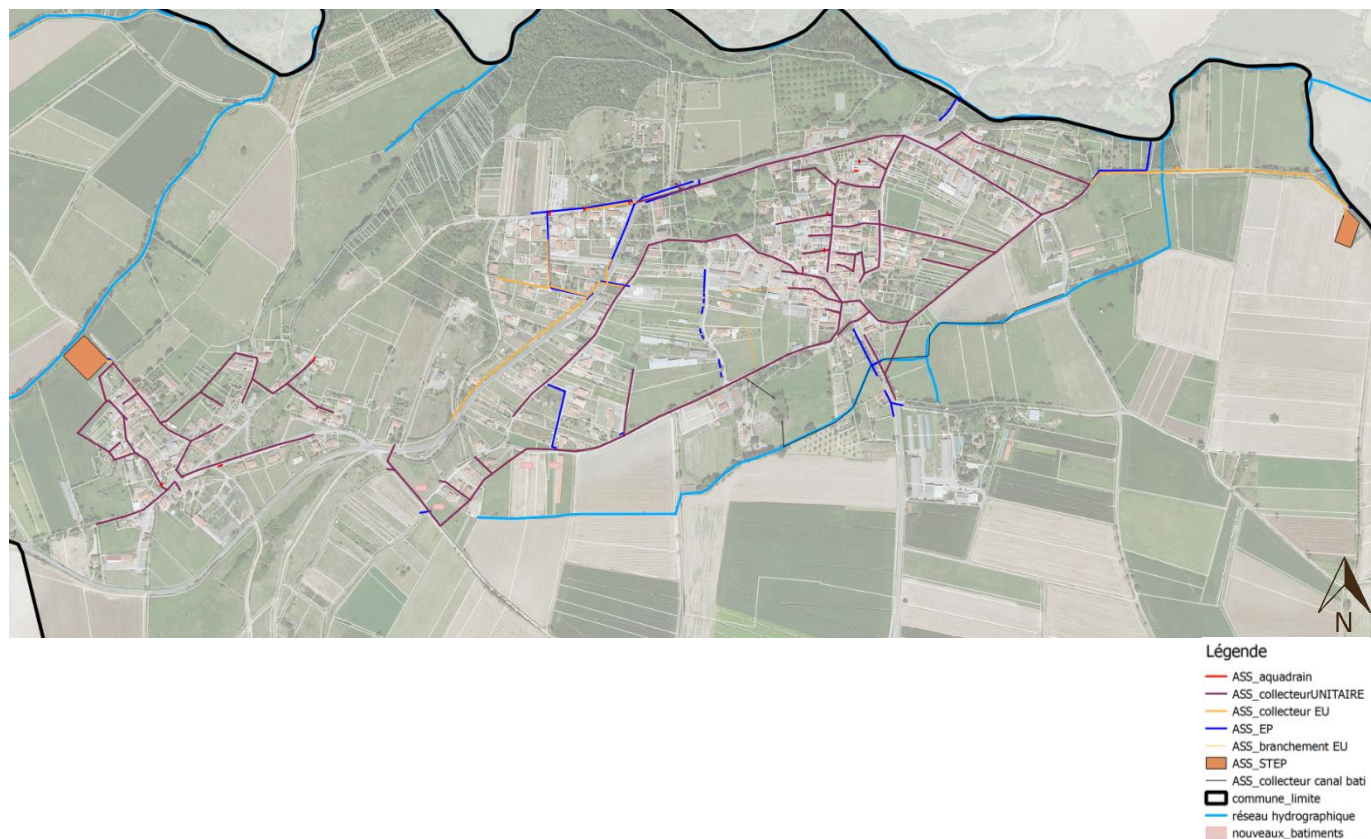 N
Légende
ASS_aquadrain
ASS_collecteurUNITAIRE
ASS_collecteur EU
ASS_EP
ASS_branchement EU
ASS_STEP
ASS_collecteur canal bati
commune_limite
réseau hydrographique
nouveaux_batiments